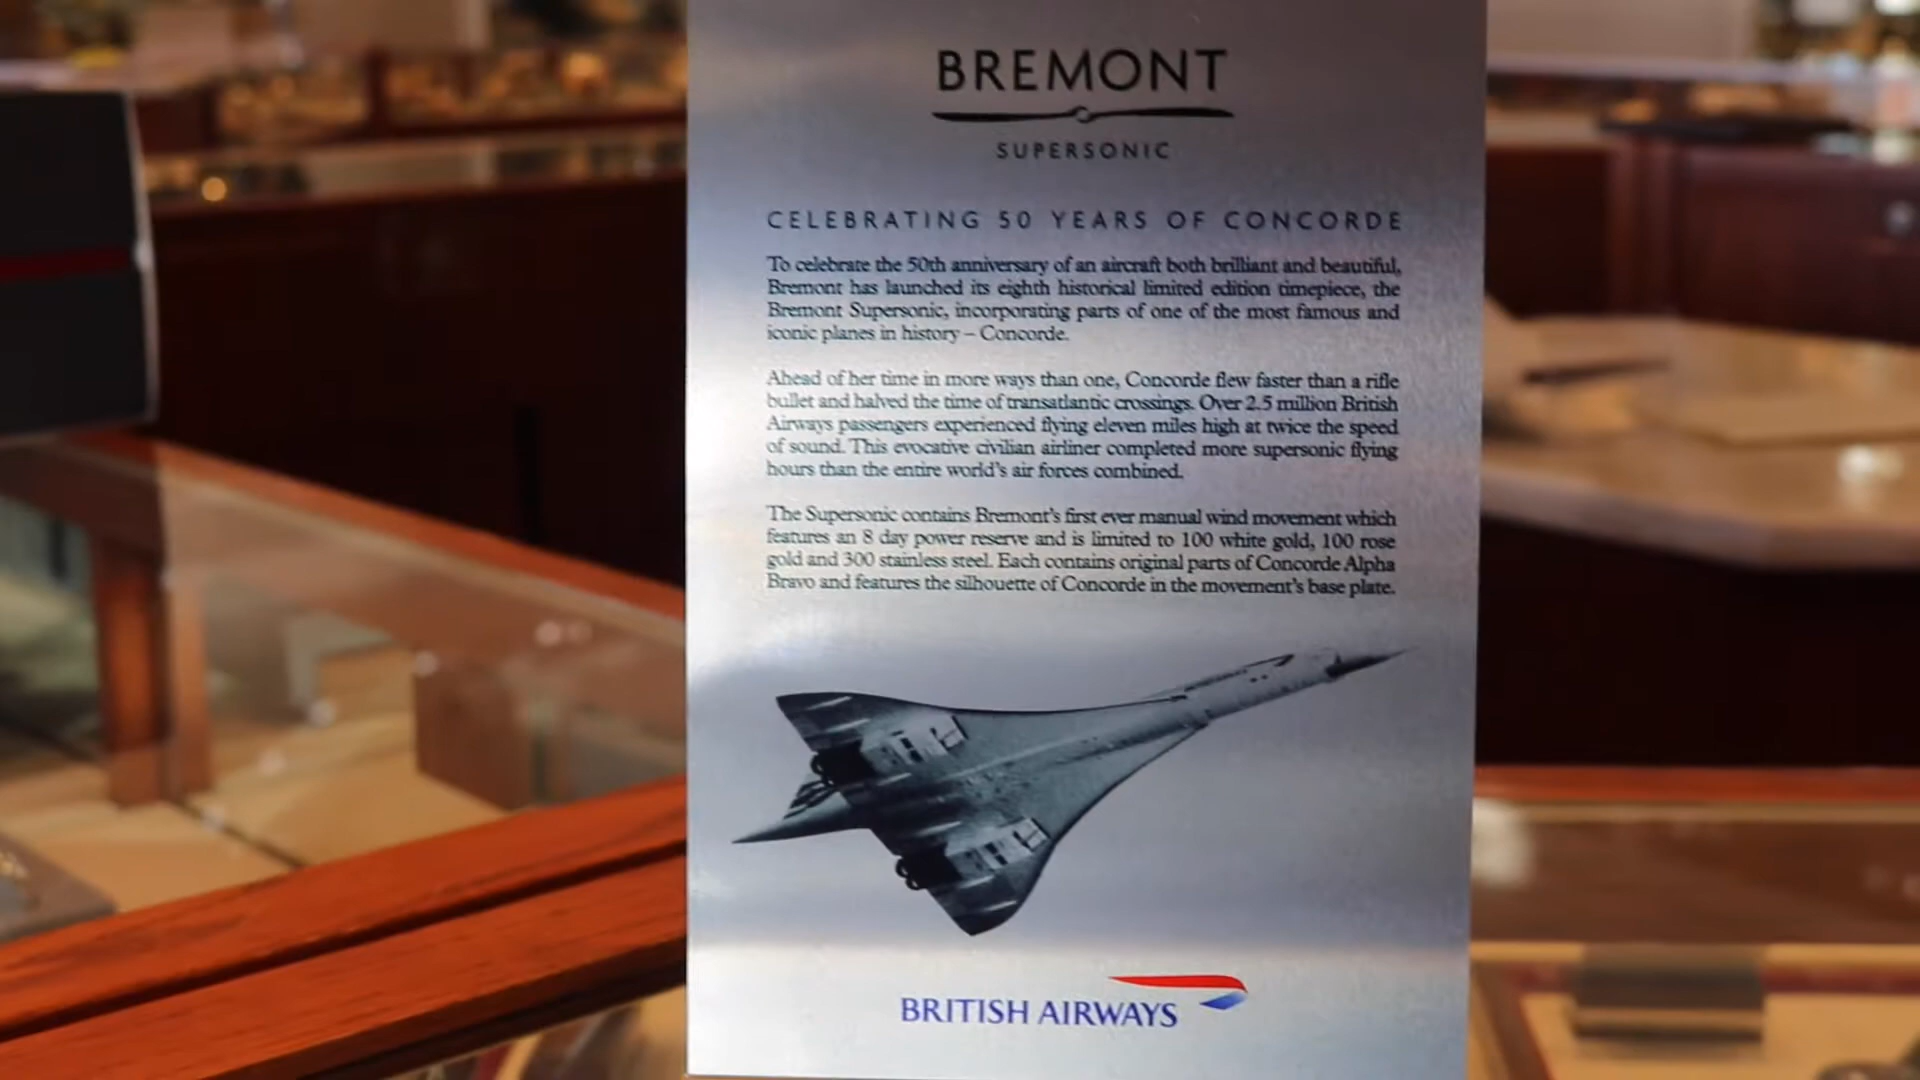 BREMONT
SUPERSONIC
CELEBRATING 50 YEARS OF CONCORDE
To celebrate the 50th anniversary of an aircraft both brilliant and beautiful,
Bremont has launched its eighth historical limited edition timepiece, the
Bremont Supersonic, incorporating parts of one of the most famous and
iconic planes in history – Concorde.
Ahead of her time in more ways than one, Concorde flew faster than a rifle
bullet and halved the time of transatlantic crossings. Over 2.5 million British
Airways passengers experienced flying eleven miles high at twice the speed
of sound. This evocative civilian airliner completed more supersonic flying
hours than the entire world's air forces combined.
The Supersonic contains Bremont's first ever manual wind movement which
features an 8 day power reserve and is limited to 100 white gold, 100 rose
gold and 300 stainless steel. Each contains original parts of Concorde Alpha
Bravo and features the silhouette of Concorde in the movement's base plate.
BRITISH AIRWAYS